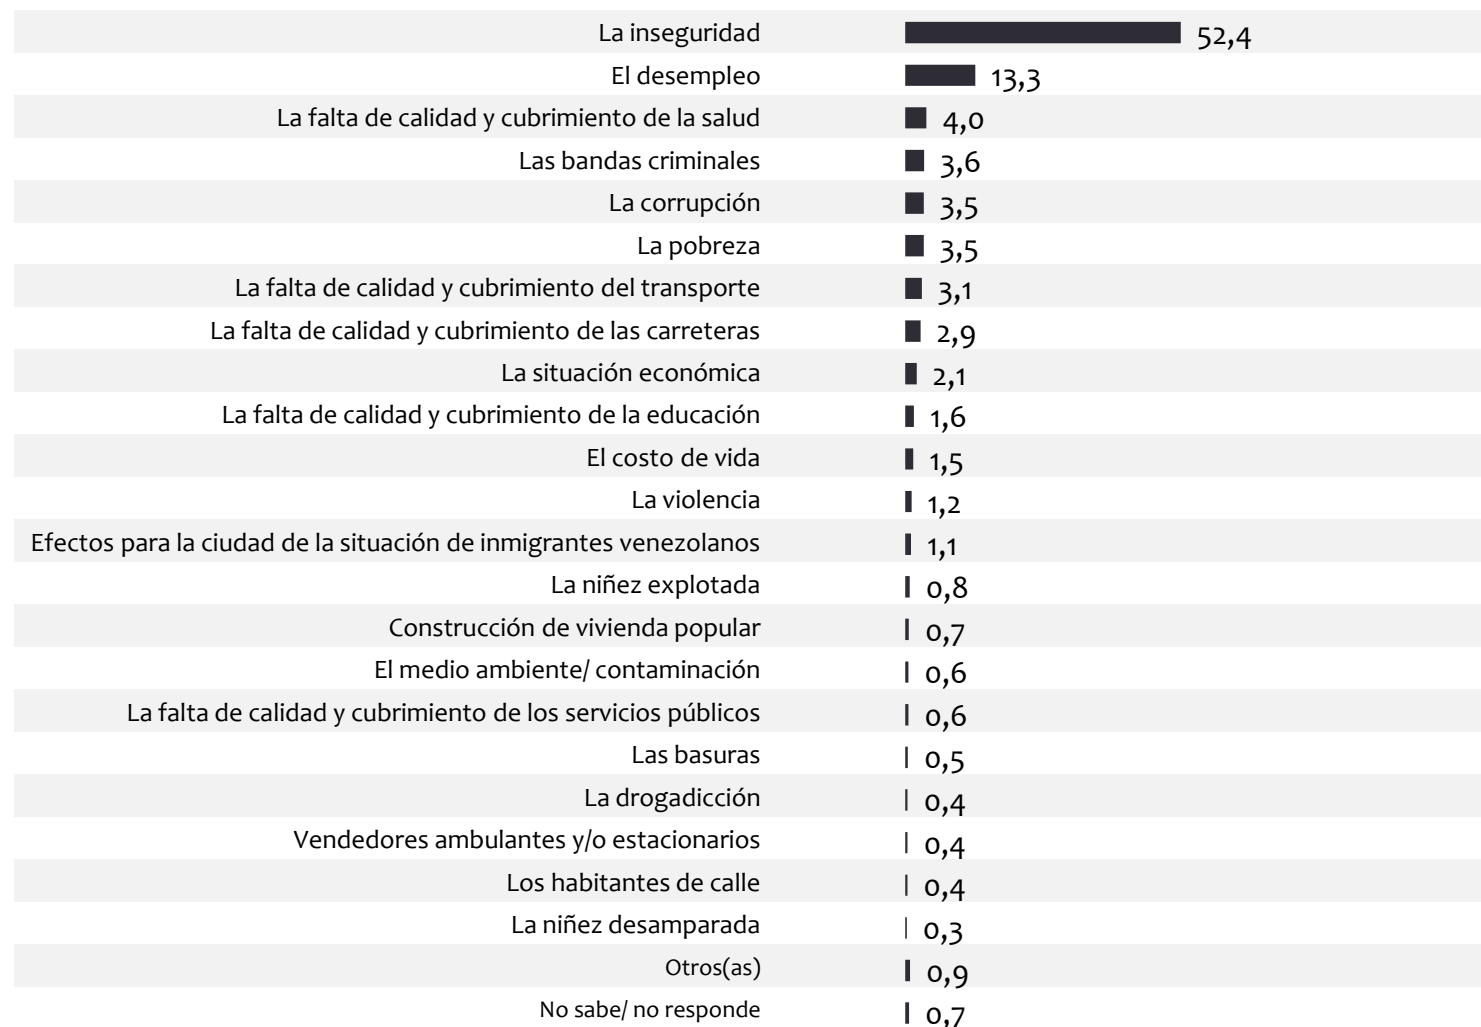 La inseguridad 52,4
El desempleo 13,3
La falta de calidad y cubrimiento de la salud 4,0
Las bandas criminales 3,6
La corrupción 3,5
La pobreza 3,5
La falta de calidad y cubrimiento del transporte 3,1
La falta de calidad y cubrimiento de las carreteras 2,9
La situación económica 2,1
La falta de calidad y cubrimiento de la educación 1,6
El costo de vida 1,5
La violencia 1,2
Efectos para la ciudad de la situación de inmigrantes venezolanos 1,1
La niñez explotada 0,8
Construcción de vivienda popular 0,7
El medio ambiente/ contaminación 0,6
La falta de calidad y cubrimiento de los servicios públicos 0,6
Las basuras 0,5
La drogadicción 0,4
Vendedores ambulantes y/o estacionarios 0,4
Los habitantes de calle 0,4
La niñez desamparada 0,3
Otros(as) 0,9
No sabe/ no responde 0,7